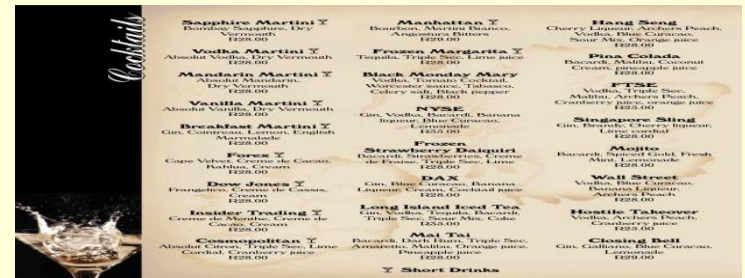 Cocktails
Sapphire Martini
Bombay Sapphire, Dry
Vermouth
R28.00
Vodka Martini
Absolut Vodka, Dry Vermouth
R28.00
Mandarin Martini
Absolut Mandarin,
Dry Vermouth
R28.00
Vanilla Martini
Absolut Vanilla, Dry Vermouth
R28.00
Breakfast Martini
Gin, Cointreau, Lemon, English
Marmalade
R28.00
Forex
Cape Velvet, Creme de Cacao,
Kahlua, Cream
R28.00
Dow Jones
Frangelico, Creme de Cassis,
Cream
R28.00
Insider Trading
Creme de Menthe, Creme de
Cacao, Cream
R28.00
Cosmopolitan
Absolut Citron, Triple Sec, Lime
Cordial, Cranberry juice
R28.00
Manhattan
Bourbon, Martini Bianco,
Angostura Bitters
R29.00
Frozen Margarita
Tequila, Triple Sec, Lime juice
R28.00
Black Monday Mary
Vodka, Tomato Cocktail,
Worcester sauce, Tabasco,
Celery salt, Black pepper
R28.00
NYSE
Gin, Vodka, Bacardi, Banana
liqueur, Blue Curacao,
Lemonade
R35.00
Frozen
Strawberry Daiquiri
Bacardi, Strawberries, Creme
de Fraise, Triple Sec, Lime
R28.00
DAX
Gin, Blue Curacao, Banana
Liqueur, Cream, Cocktail juice
R28.00
Long Island Iced Tea
Gin, Vodka, Tequila, Bacardi,
Triple Sec, Sour Mix, Coke
R35.00
Mai Tai
Bacardi, Dark Rum, Triple Sec,
Amaretto, Malibu, Orange juice,
Pineapple juice
R28.00
Short Drinks
Hang Seng
Cherry Liqueur, Archers Peach,
Vodka, Blue Curacao,
Sour Mix, Orange juice
R28.00
Pina Colada
Bacardi, Malibu, Coconut
Cream, pineapple juice
R28.00
FTSE
Vodka, Triple Sec,
Malibu, Archers Peach,
Cranberry juice, orange juice
R25.00
Singapore Sling
Gin, Brandy, Cherry liqueur,
Lime cordial
R28.00
Mojito
Bacardi, Spiced Gold, Fresh
Mint, Lemonade
R28.00
Wall Street
Vodka, Blue Curacao,
Banana Liqueur,
Archers Peach
R28.00
Hostile Takeover
Vodka, Archers Peach,
Cranberry juice
R25.00
Closing Bell
Gin, Galliano, Blue Curacao,
Lemonade
R29.00